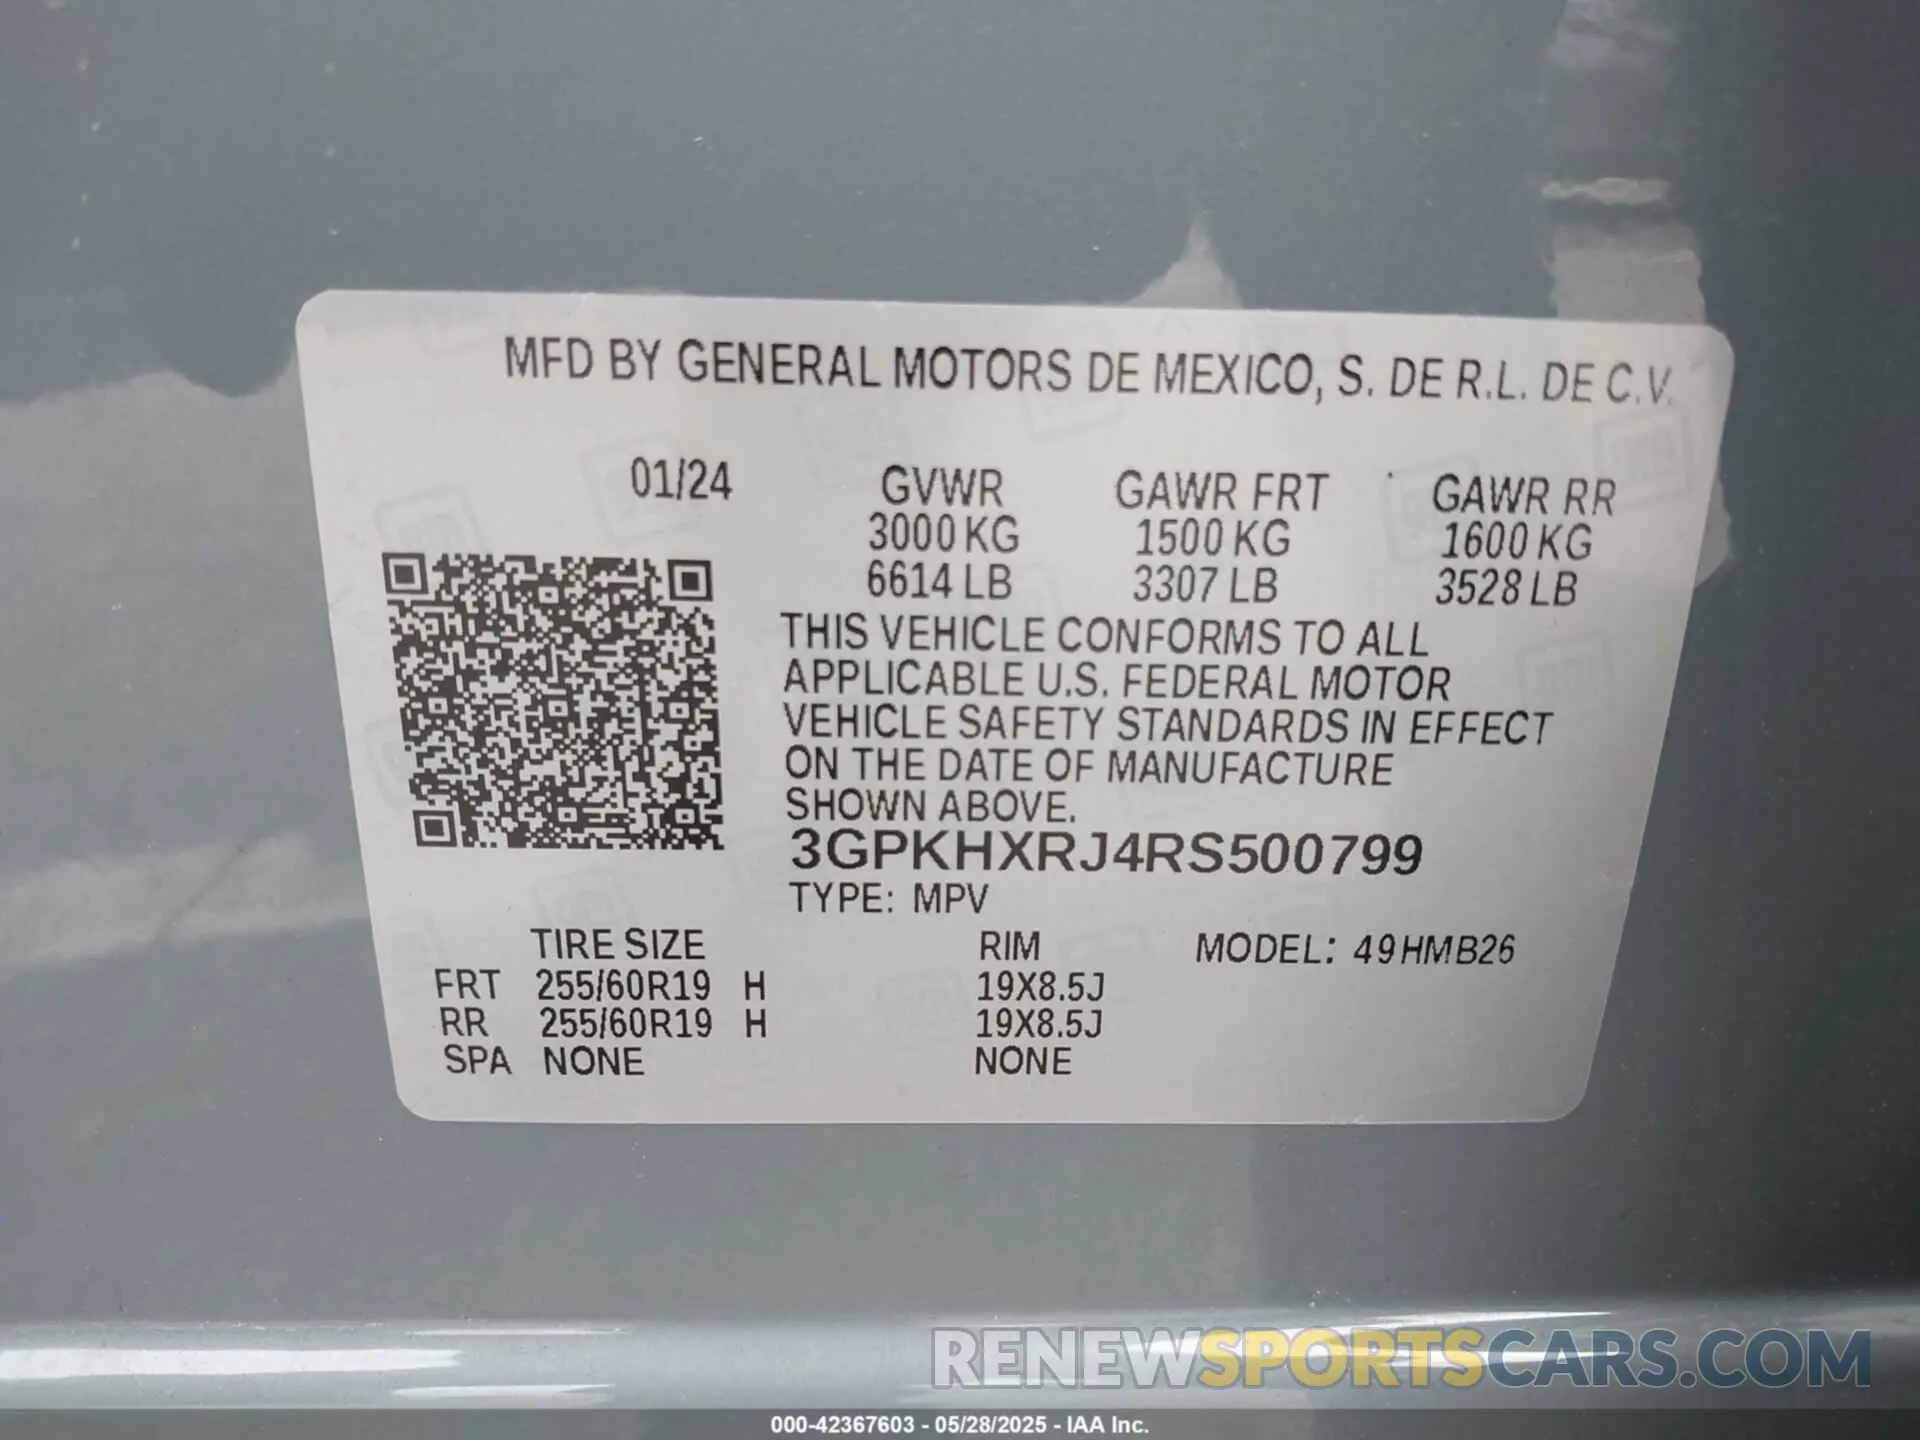 MFD BY GENERAL MOTORS DE MEXICO, S. DE R.L. DE C.V.
01/24 GVWR GAWR FRT GAWR RR
3000 KG 1500 KG 1600 KG
6614 LB 3307 LB 3528 LB
THIS VEHICLE CONFORMS TO ALL
APPLICABLE U.S. FEDERAL MOTOR
VEHICLE SAFETY STANDARDS IN EFFECT
ON THE DATE OF MANUFACTURE
SHOWN ABOVE.
3GPKHXRJ4RS500799
TYPE: MPV
TIRE SIZE RIM MODEL: 49HMB26
FRT 255/60R19 H 19X8.5J
RR 255/60R19 H 19X8.5J
SPA NONE NONE
RENEWSPORTSCARS.COM
000-42367603 - 05/28/2025 - IAA Inc.